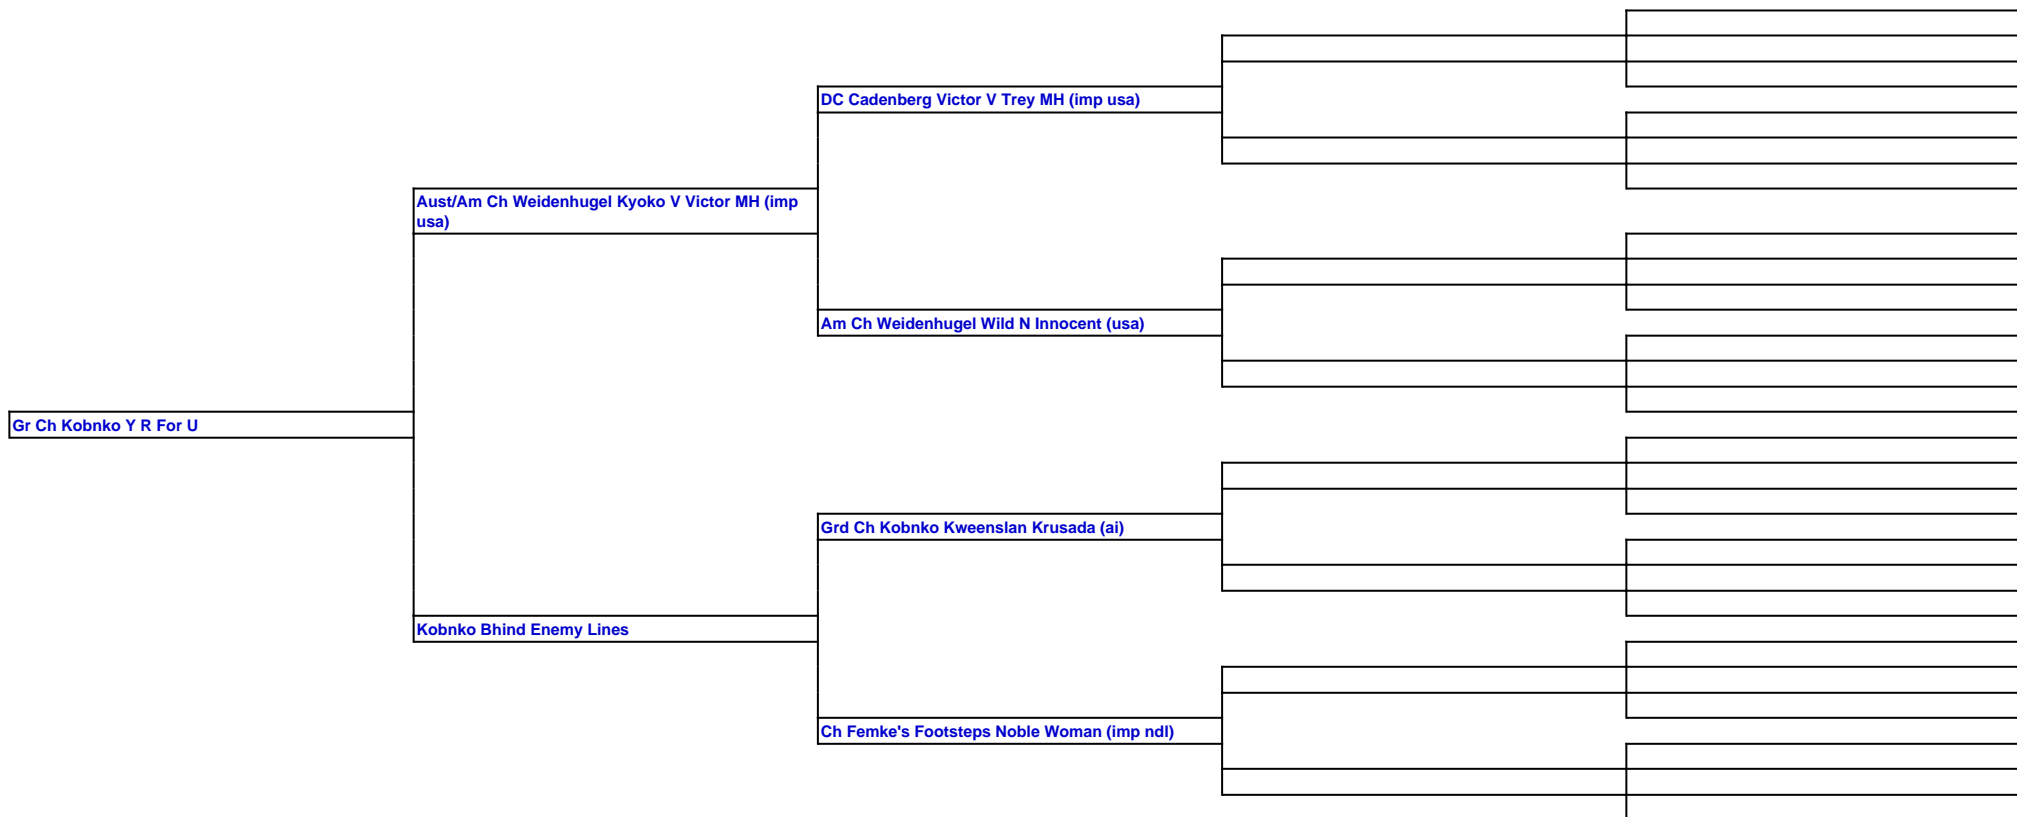 DC Cadenberg Victor V Trey MH (imp usa)
Aust/Am Ch Weidenhugel Kyoko V Victor MH (imp
usa)
Am Ch Weidenhugel Wild N Innocent (usa)
Gr Ch Kobnko Y R For U
Grd Ch Kobnko Kweenslan Krusada (ai)
Kobnko Bhind Enemy Lines
Ch Femke's Footsteps Noble Woman (imp ndl)